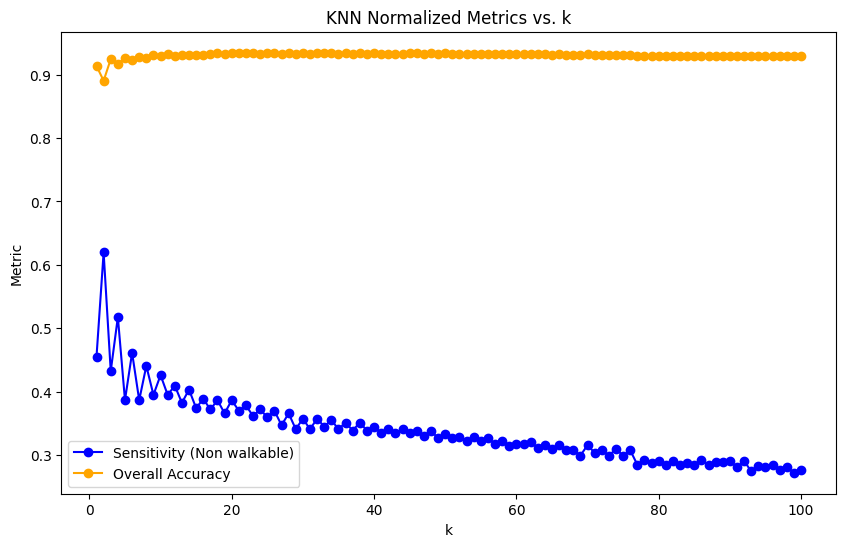 KNN Normalized Metrics vs. k
0.9
0.8
0.7
0.6
0.5
0.4
0.3
Metric
Sensitivity (Non walkable)
Overall Accuracy
0 20 40 60 80 100
k